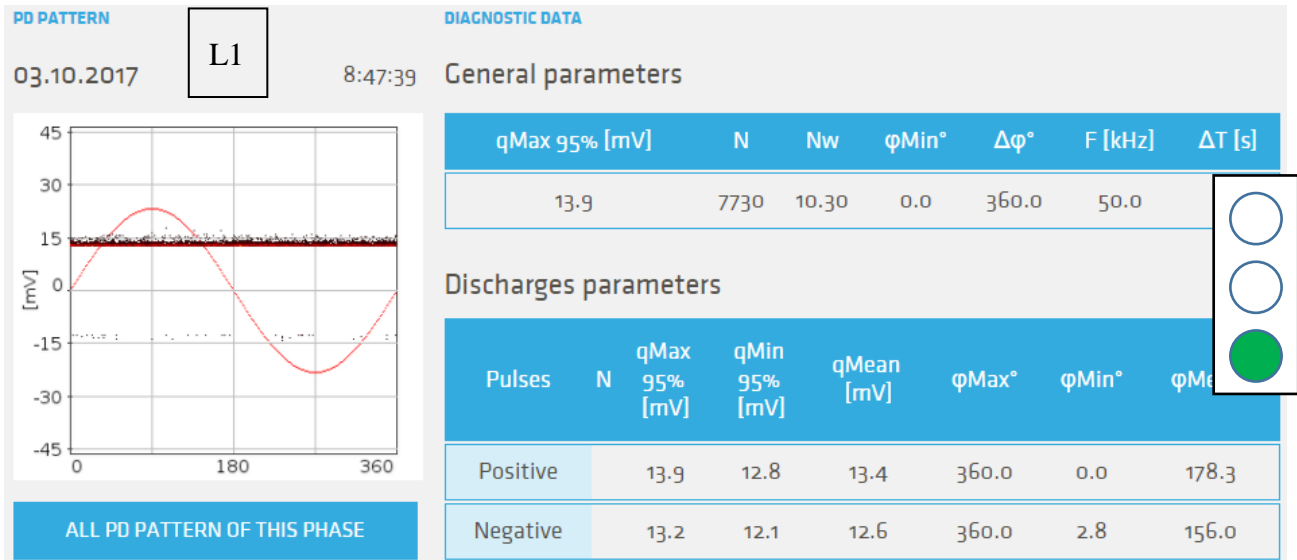 PD PATTERN
DIAGNOSTIC DATA
03.10.2017
L1
8:47:39
General parameters
45
30
15
0
-15
-30
-45
[mV]
0 180 360
ALL PD PATTERN OF THIS PHASE
qMax 95% [mV] N Nw φMin° Δφ° F [kHz] ΔT [s]
13.9 7730 10.30 0.0 360.0 50.0
Discharges parameters
Pulses N qMax 95% [mV] qMin 95% [mV] qMean [mV] φMax° φMin°
Positive 13.9 12.8 13.4 360.0 0.0 178.3
Negative 13.2 12.1 12.6 360.0 2.8 156.0